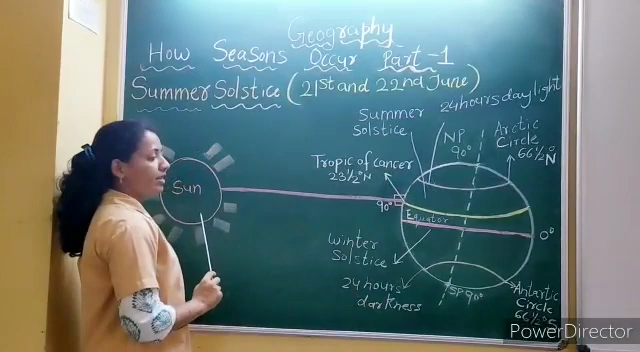 Geography
How Seasons Occur Part-1
Summer Solstice (21st and 22nd June)
Summer
Solstice
24 hours day light
NP
90°
Arctic
Circle
66½°N
Tropic of cancer
23½°N
Sun
90°
Equator
0°
Winter
Solstice
24 hours
darkness
SP 90°
Antartic
Circle
66½°S
PowerDirector